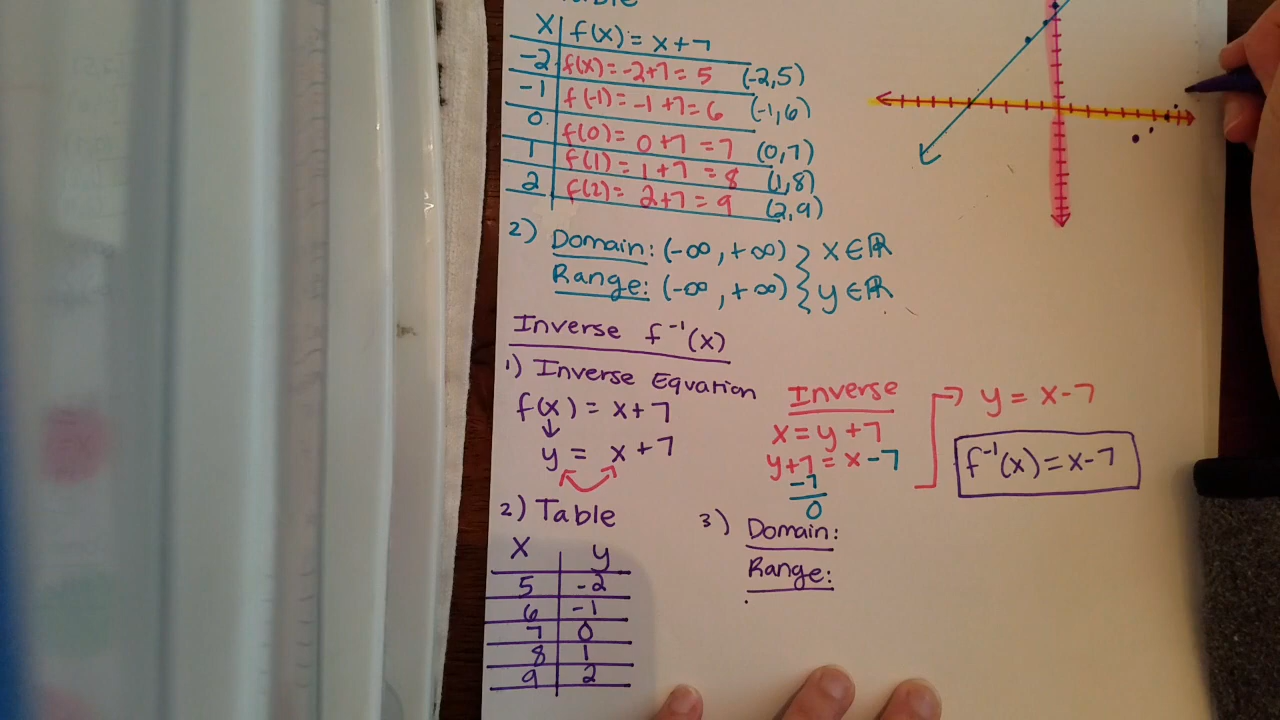 Table
x f(x) = x+7
-2 f(x) = -2+7 = 5 (-2,5)
-1 f(-1) = -1+7 = 6 (-1,6)
0 f(0) = 0+7 = 7 (0,7)
1 f(1) = 1+7 = 8 (1,8)
2 f(2) = 2+7 = 9 (2,9)
2) Domain: (-∞, +∞) } x ∈ ℝ
Range: (-∞, +∞) } y ∈ ℝ
Inverse f⁻¹(x)
1) Inverse Equation
f(x) = x+7
↓
y = x+7
Inverse
x = y+7
y+7 = x-7
-7
0
y = x-7
f⁻¹(x) = x-7
2) Table
x y
5 -2
6 -1
7 0
8 1
9 2
3) Domain:
Range: